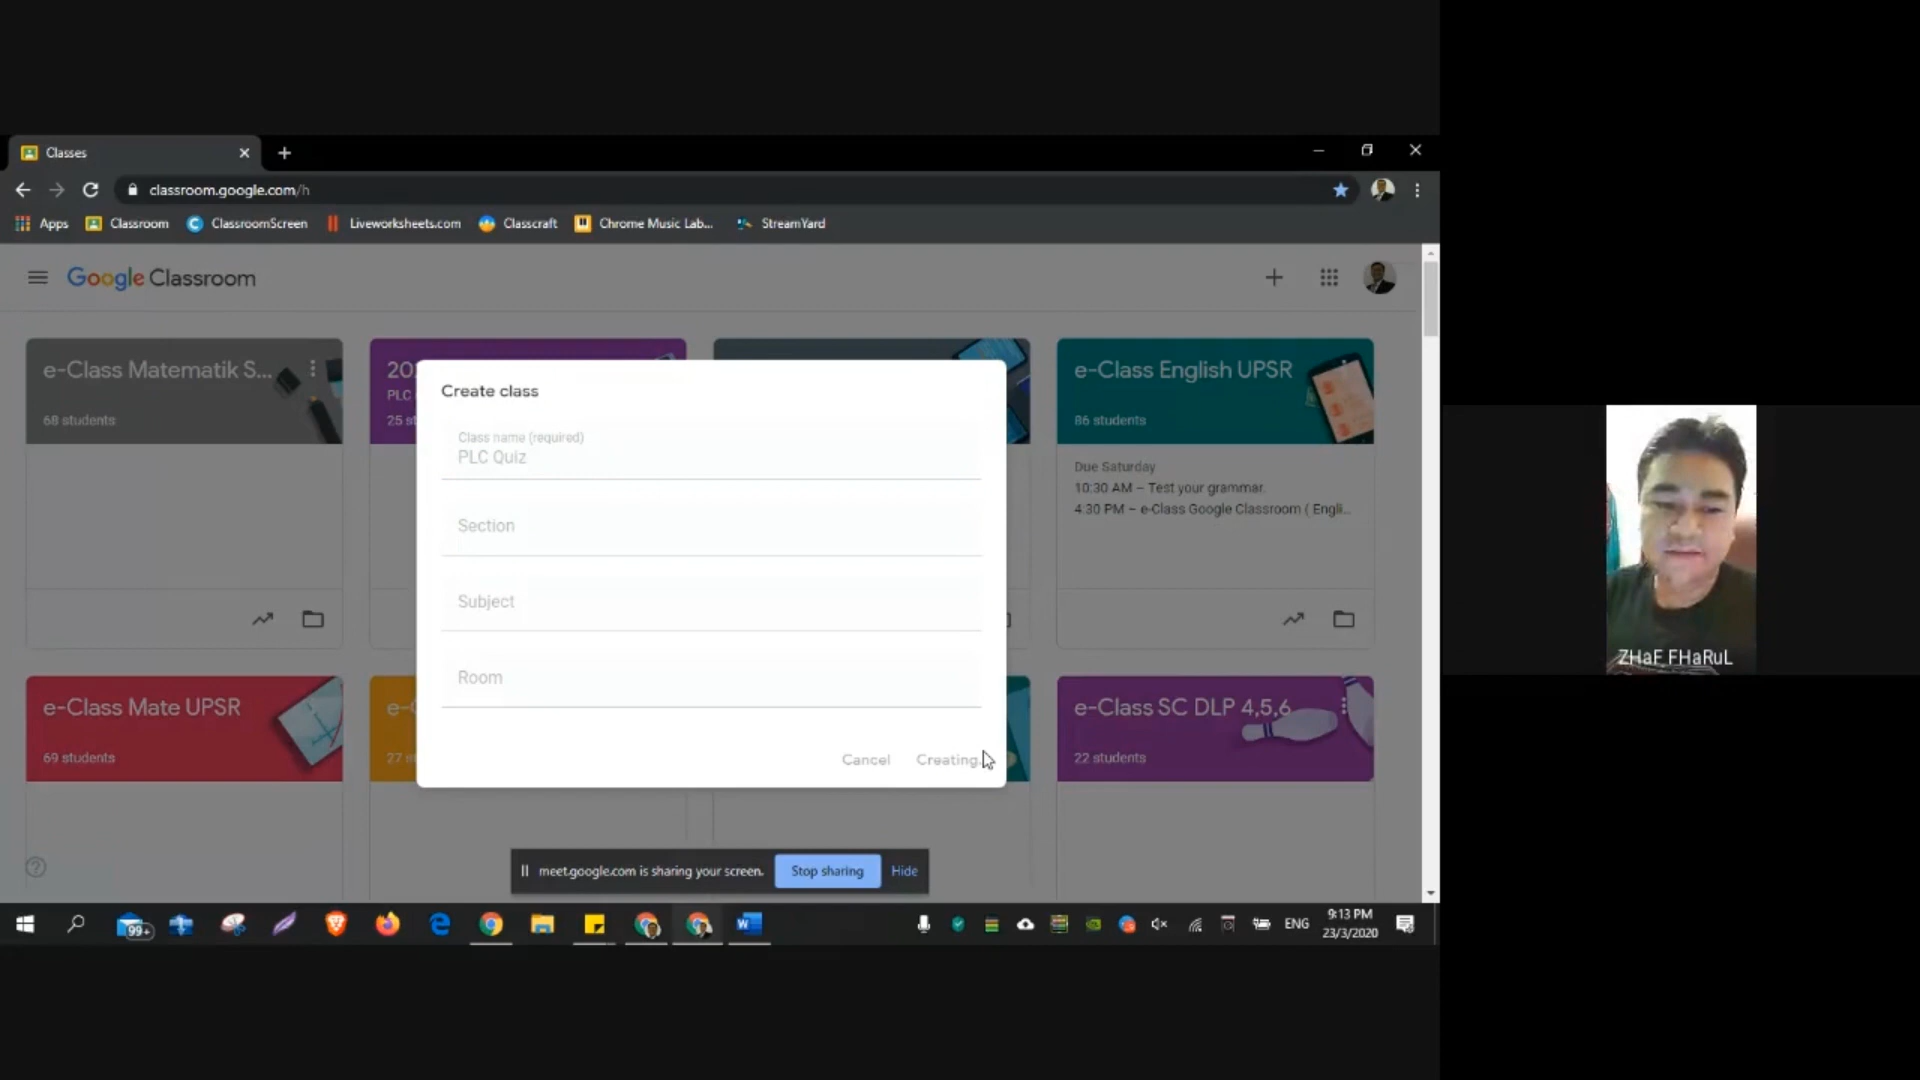 Classes
classroom.google.com/h
Apps
Classroom
ClassroomScreen
Liveworksheets.com
Classcraft
Chrome Music Lab...
StreamYard
Google Classroom
e-Class Matematik S...
68 students
PLC
e-Class English UPSR
86 students
Due Saturday
10:30 AM – Test your grammar.
4:30 PM – e-Class Google Classroom ( Engli...
Create class
Class name (required)
PLC Quiz
Section
Subject
Room
Cancel
Creating
e-Class Mate UPSR
69 students
e-Class SC DLP 4,5,6
22 students
meet.google.com is sharing your screen.
Stop sharing
Hide
99+
ENG
9:13 PM
23/3/2020
ZHaF FHaRuL